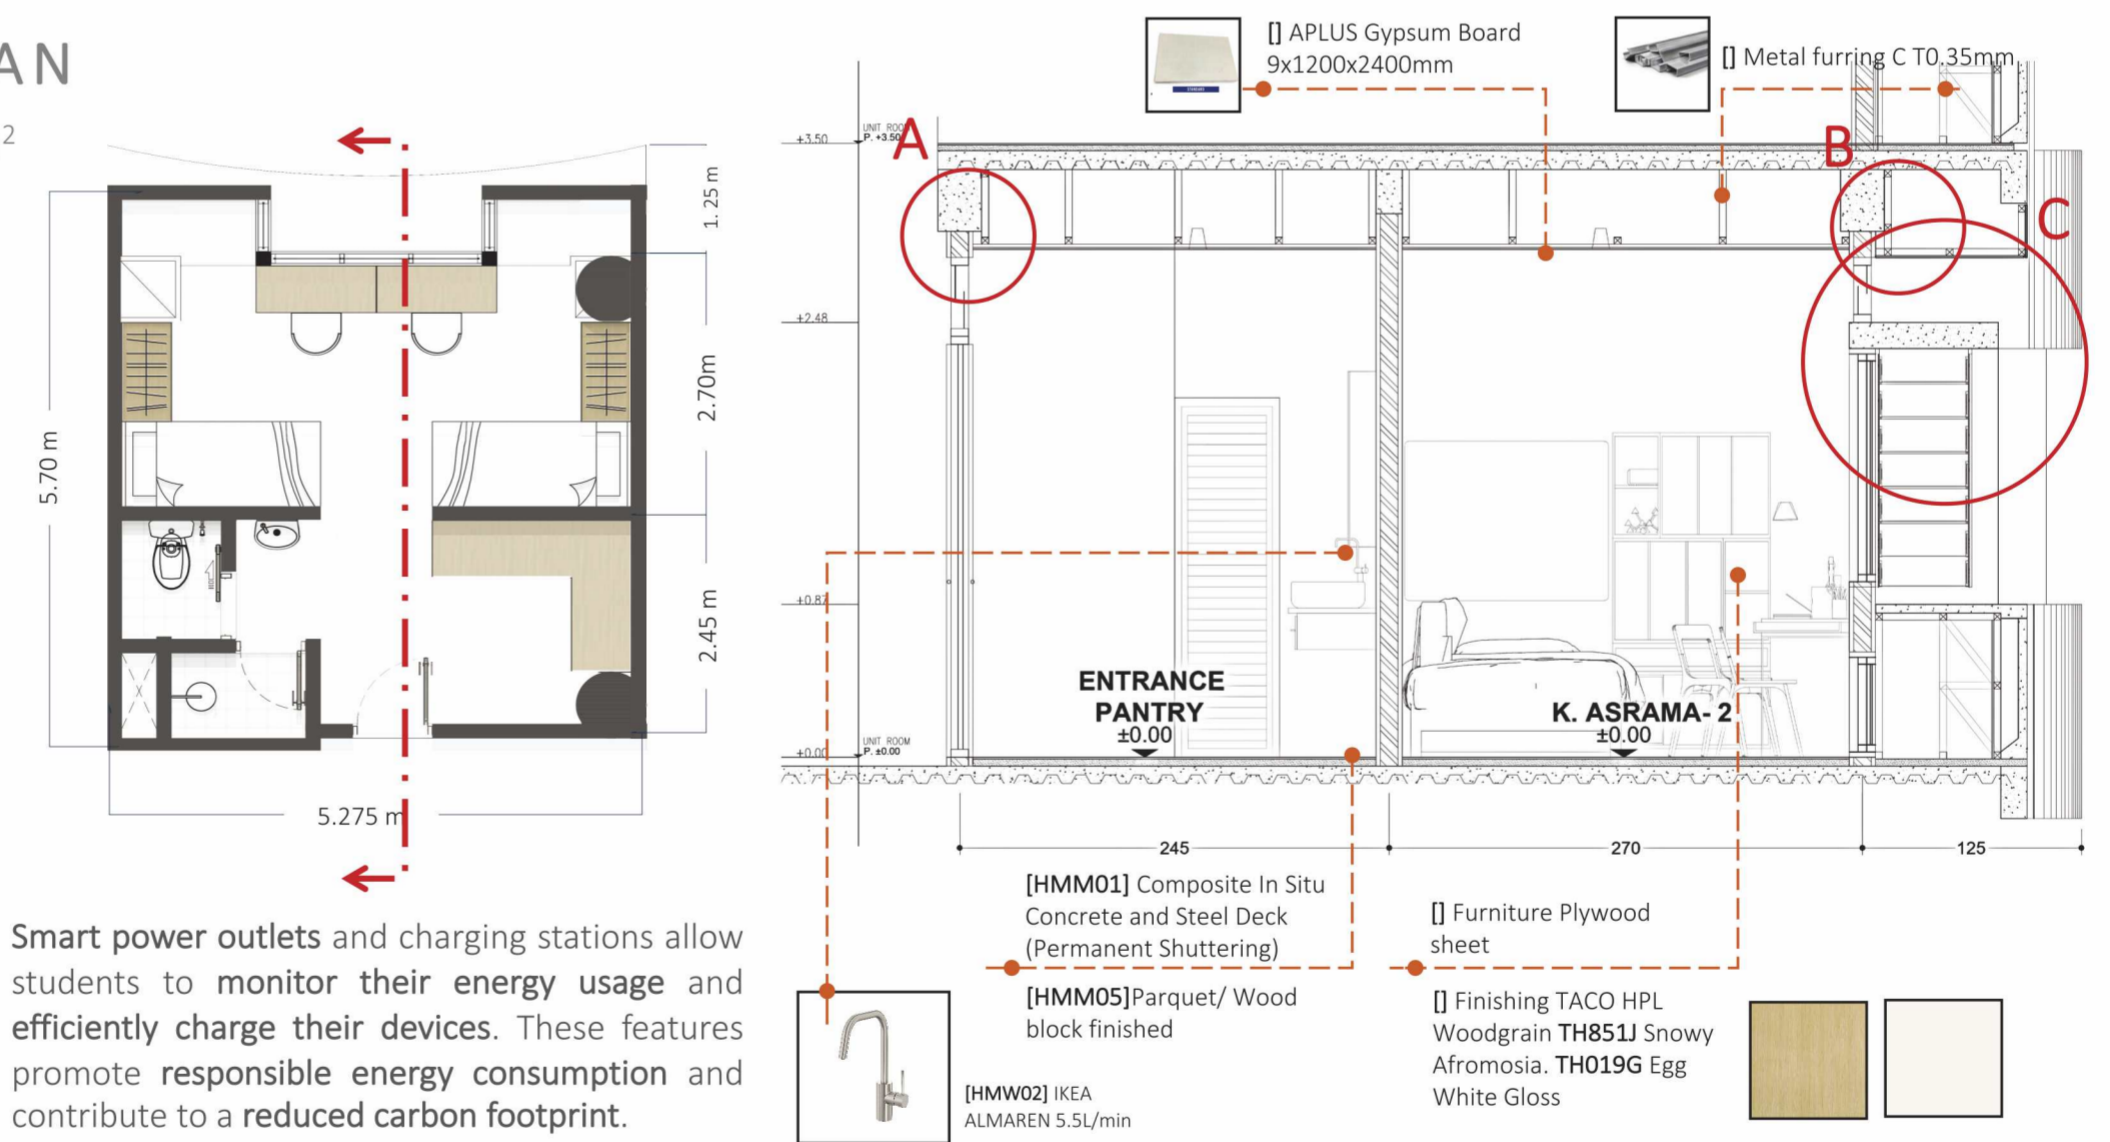 AN
2
1.25 m
2.70m
5.70 m
2.45 m
5.275 m
Smart power outlets and charging stations allow
students to monitor their energy usage and
efficiently charge their devices. These features
promote responsible energy consumption and
contribute to a reduced carbon footprint.
[] APLUS Gypsum Board
9x1200x2400mm
[] Metal furring C T0.35mm
+3.50
UNIT ROOM
P. +3.50
A
B
C
+2.48
+0.87
+0.00
UNIT ROOM
P. ±0.00
ENTRANCE
PANTRY
±0.00
K. ASRAMA- 2
±0.00
245
270
125
[HMM01] Composite In Situ
Concrete and Steel Deck
(Permanent Shuttering)
[HMM05]Parquet/ Wood
block finished
[HMW02] IKEA
ALMAREN 5.5L/min
[] Furniture Plywood
sheet
[] Finishing TACO HPL
Woodgrain TH851J Snowy
Afromosia. TH019G Egg
White Gloss